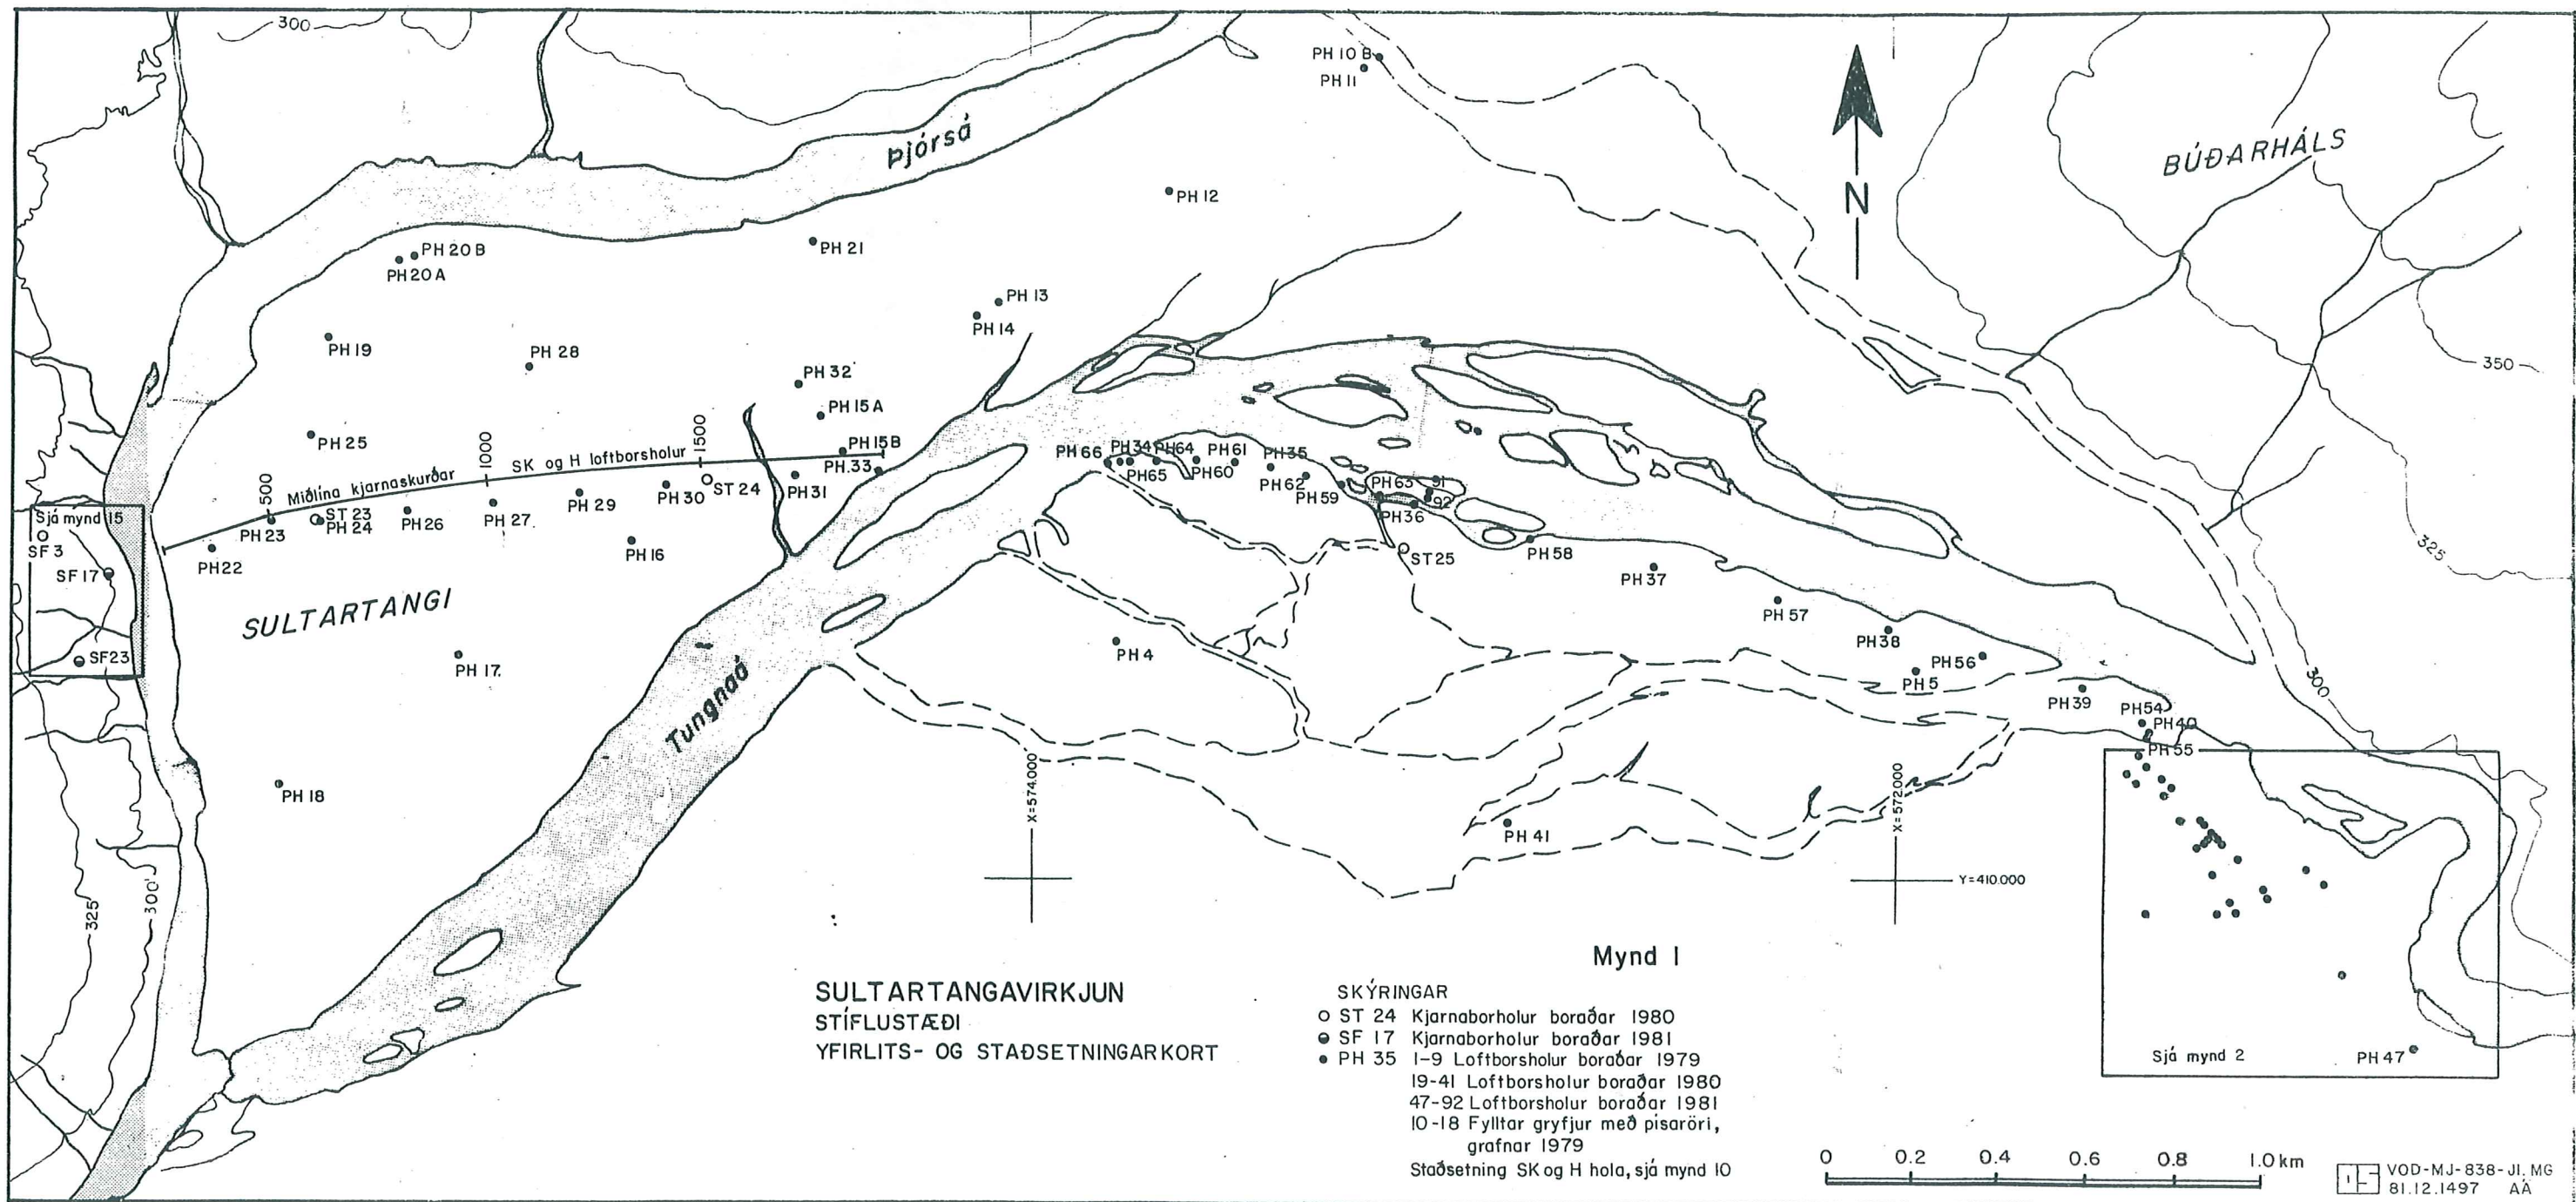 300
Þjórsá
PH 10 B
PH 11
PH 12
N
BÚÐARHÁLS
PH 20 B
PH 20 A
PH 21
PH 13
PH 14
PH 19
PH 28
PH 32
PH 15 A
PH 15 B
PH 33
350
PH 25
500
Miðlína kjarnaskurðar
1000
SK og H loftborsholur
1500
PH 66
PH 34
PH 64
PH 65
PH 61
PH 60
PH 35
PH 62
PH 59
PH 63
91
92
PH 36
Sjá mynd 15
SF 3
SF 17
SF 23
PH 22
PH 23
ST 23
PH 24
PH 26
PH 27
PH 29
PH 30
ST 24
PH 31
PH 16
ST 25
PH 58
PH 37
PH 57
325
SULTARTANGI
PH 17
PH 4
PH 38
PH 56
PH 5
300
PH 39
PH 54
PH 40
PH 55
Tungnaá
PH 18
X=574.000
X=572.000
PH 41
Y=410.000
325
300
Sjá mynd 2
PH 47
SULTARTANGAVIRKJUN
STÍFLUSTÆÐI
YFIRLITS- OG STAÐSETNINGARKORT
Mynd 1
SKÝRINGAR
ST 24 Kjarnaborholur boraðar 1980
SF 17 Kjarnaborholur boraðar 1981
PH 35 1-9 Loftborsholur boraðar 1979
19-41 Loftborsholur boraðar 1980
47-92 Loftborsholur boraðar 1981
10-18 Fylltar gryfjur með písaröri,
grafnar 1979
Staðsetning SK og H hola, sjá mynd 10
0 0.2 0.4 0.6 0.8 1.0 km
VOD-MJ-838-JI. MG
81.12.1497 AÁ